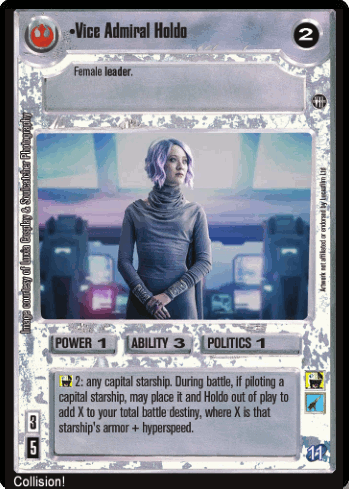 •Vice Admiral Holdo
2
Female leader.
Image courtesy of Luxia Cosplay & Soulcatcher Photography
Artwork not affiliated or endorsed by Lucasfilm Ltd
POWER 1 ABILITY 3 POLITICS 1
2: any capital starship. During battle, if piloting a
capital starship, may place it and Holdo out of play to
add X to your total battle destiny, where X is that
starship's armor + hyperspeed.
3
5
11
Collision!